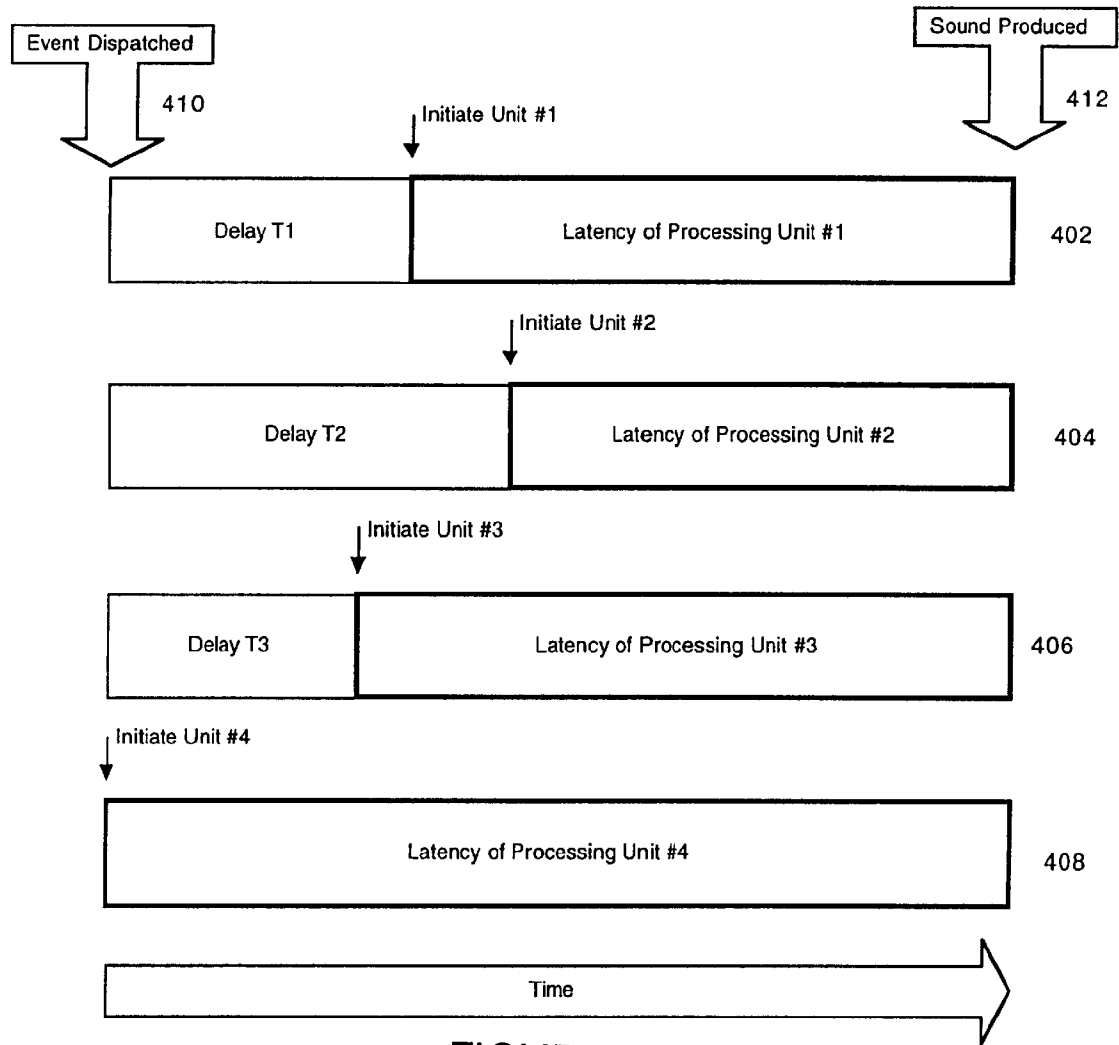 Event Dispatched
Sound Produced
410
412
Initiate Unit #1
Delay T1
Latency of Processing Unit #1
402
Initiate Unit #2
Delay T2
Latency of Processing Unit #2
404
Initiate Unit #3
Delay T3
Latency of Processing Unit #3
406
Initiate Unit #4
Latency of Processing Unit #4
408
Time